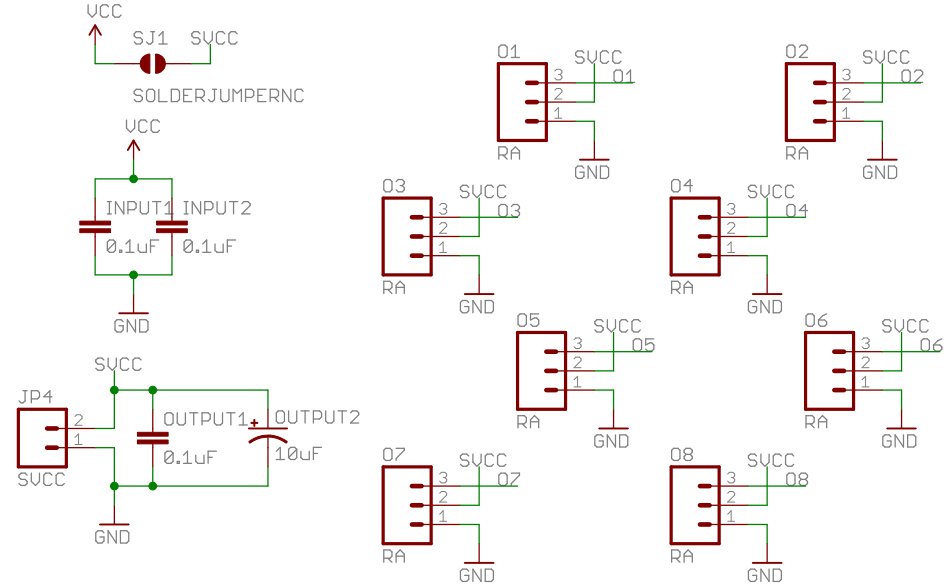 VCC
SJ1 SVCC
SOLDERJUMPERNC
VCC
INPUT1 INPUT2
0.1uF 0.1uF
GND
SVCC
JP4
2
1
SVCC
OUTPUT1 + OUTPUT2
0.1uF 10uF
GND
O1 SVCC
3 O1
2
1
RA GND
O2 SVCC
3 O2
2
1
RA GND
O3 SVCC
3 O3
2
1
RA GND
O4 SVCC
3 O4
2
1
RA GND
O5 SVCC
3 O5
2
1
RA GND
O6 SVCC
3 O6
2
1
RA GND
O7 SVCC
3 O7
2
1
RA GND
O8 SVCC
3 O8
2
1
RA GND